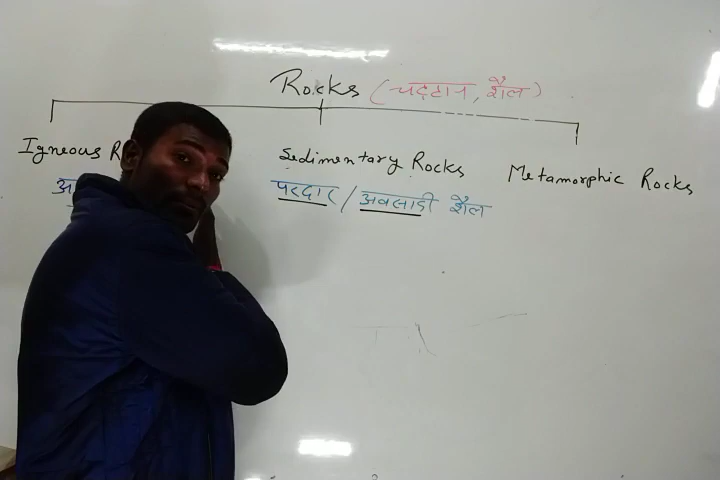 Rocks (चट्टान, शैल)
Igneous
Sedimentary Rocks
Metamorphic Rocks
परदार / अवसादी शैल